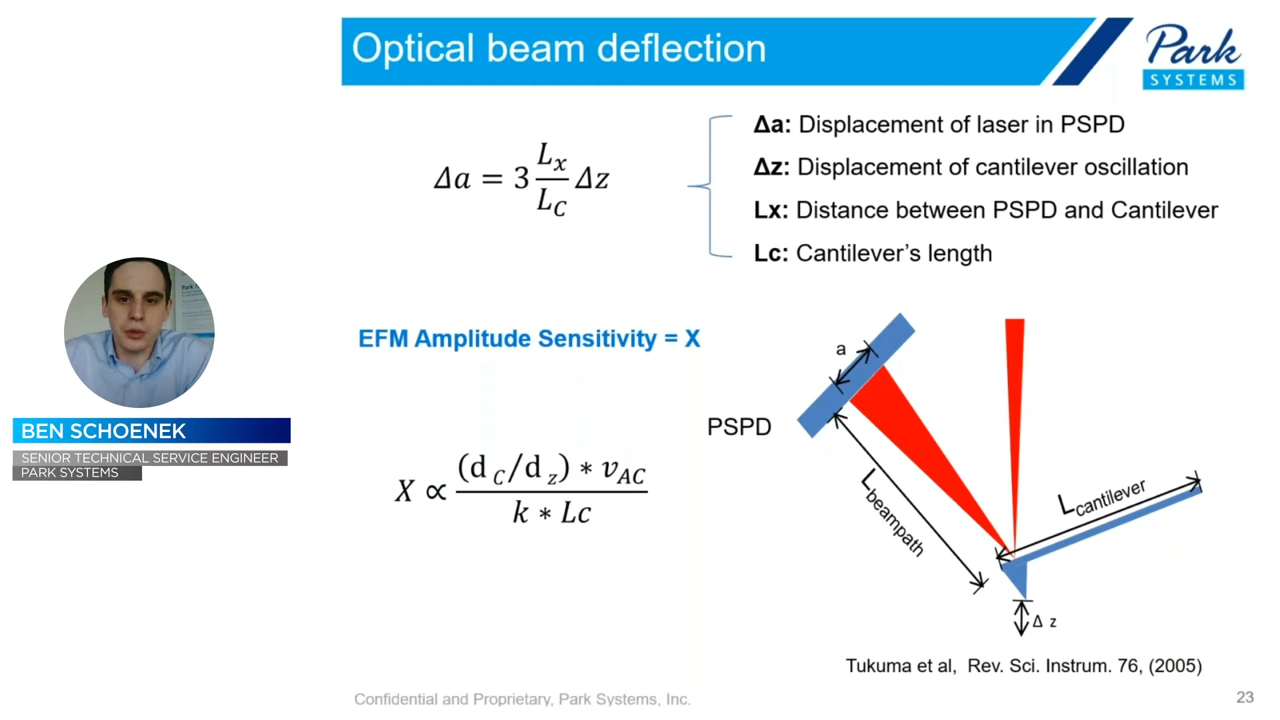 Optical beam deflection
Park
SYSTEMS
Δa = 3 Lx/LC Δz
Δa: Displacement of laser in PSPD
Δz: Displacement of cantilever oscillation
Lx: Distance between PSPD and Cantilever
Lc: Cantilever's length
EFM Amplitude Sensitivity = X
X ∝ (d C/d z) * vAC / k * Lc
a
PSPD
Lbeampath
Lcantilever
Δ z
BEN SCHOENEK
SENIOR TECHNICAL SERVICE ENGINEER
PARK SYSTEMS
Tukuma et al, Rev. Sci. Instrum. 76, (2005)
Confidential and Proprietary, Park Systems, Inc.
23